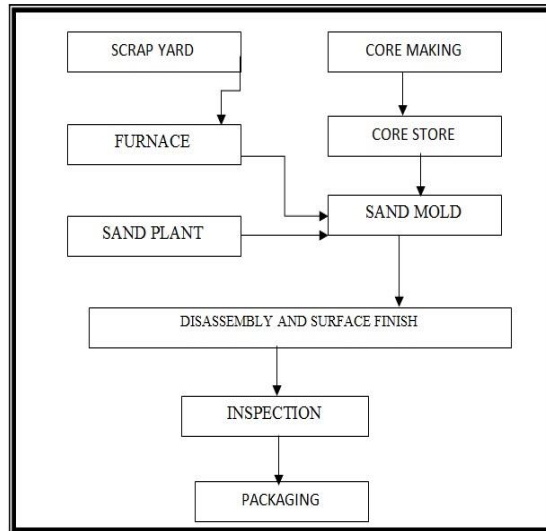 SCRAP YARD
CORE MAKING
FURNACE
CORE STORE
SAND PLANT
SAND MOLD
DISASSEMBLY AND SURFACE FINISH
INSPECTION
PACKAGING